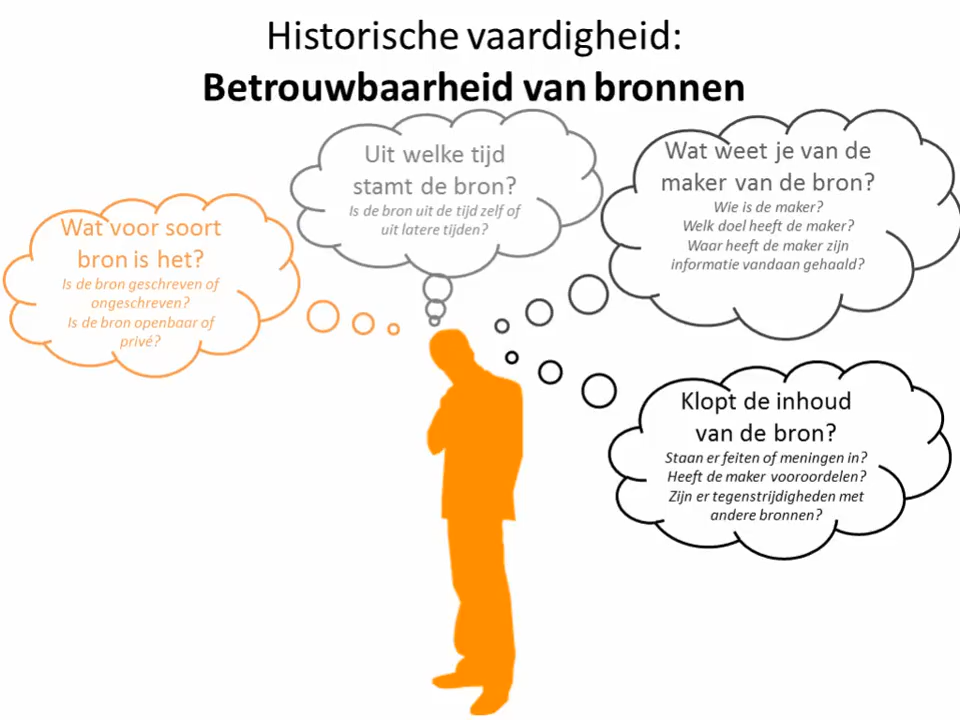 Historische vaardigheid:
Betrouwbaarheid van bronnen
Wat voor soort
bron is het?
Is de bron geschreven of
ongeschreven?
Is de bron openbaar of
privé?
Uit welke tijd
stamt de bron?
Is de bron uit de tijd zelf of
uit latere tijden?
Wat weet je van de
maker van de bron?
Wie is de maker?
Welk doel heeft de maker?
Waar heeft de maker zijn
informatie vandaan gehaald?
Klopt de inhoud
van de bron?
Staan er feiten of meningen in?
Heeft de maker vooroordelen?
Zijn er tegenstrijdigheden met
andere bronnen?